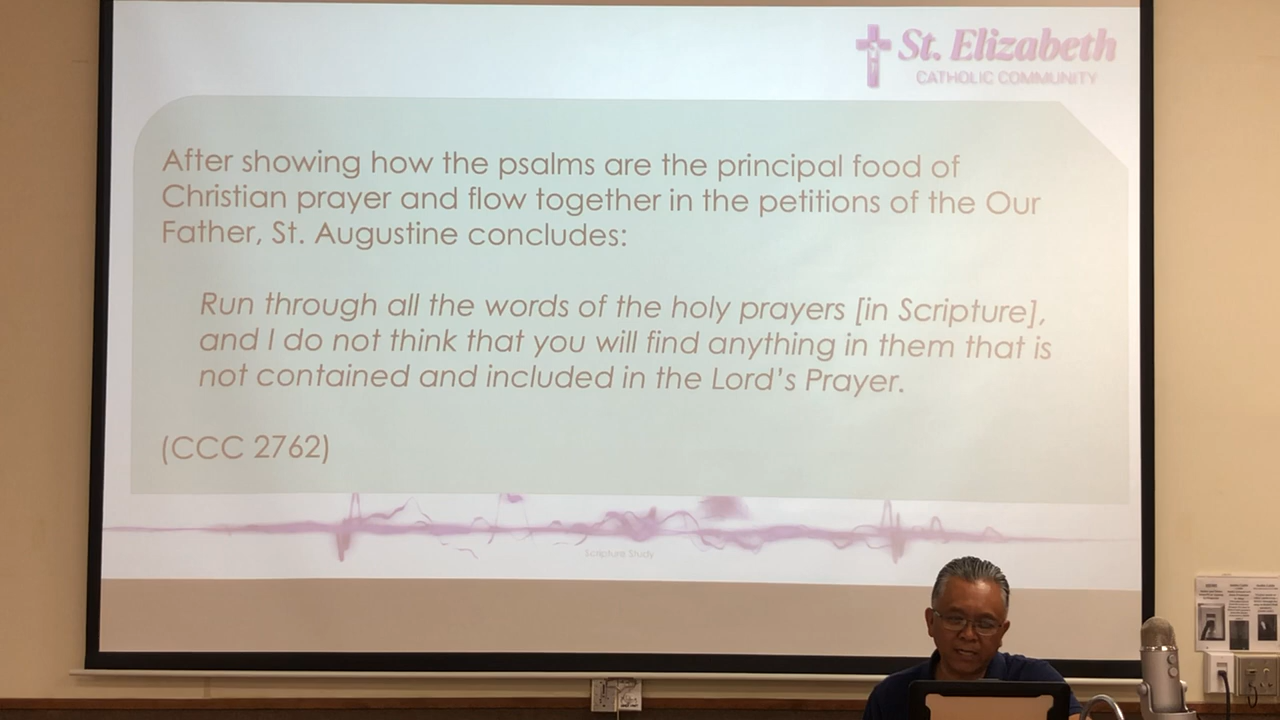 St. Elizabeth
CATHOLIC COMMUNITY
After showing how the psalms are the principal food of
Christian prayer and flow together in the petitions of the Our
Father, St. Augustine concludes:
Run through all the words of the holy prayers [in Scripture],
and I do not think that you will find anything in them that is
not contained and included in the Lord's Prayer.
(CCC 2762)
Scripture Study